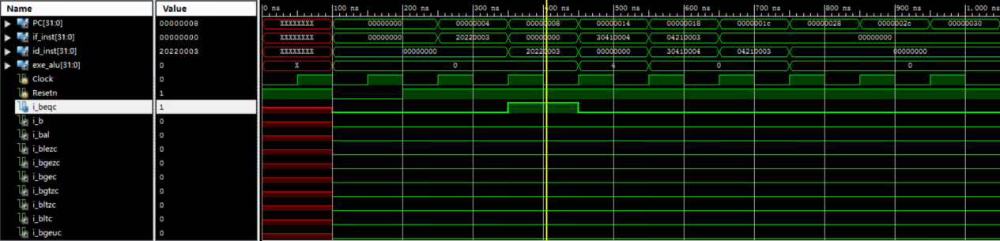 Name Value 0 ns 100 ns 200 ns 300 ns 400 ns 500 ns 600 ns 700 ns 800 ns 900 ns 1,000 ns
PC[31:0] 00000008 XXXXXXXX 00000000 00000004 00000008 00000014 00000018 0000001c 00000028 0000002c 00000030
if_inst[31:0] 00000000 XXXXXXXX 00000000 20220003 00000000 30410004 04210003 00000000
id_inst[31:0] 20220003 XXXXXXXX 00000000 20220003 00000000 30410004 04210003 00000000
exe_alu[31:0] 0 X 0 4 0 0
Clock 0
Resetn 1
i_beqc 1
i_b 0
i_bal 0
i_blezc 0
i_bgezc 0
i_bgec 0
i_bgtzc 0
i_bltzc 0
i_bltc 0
i_bgeuc 0